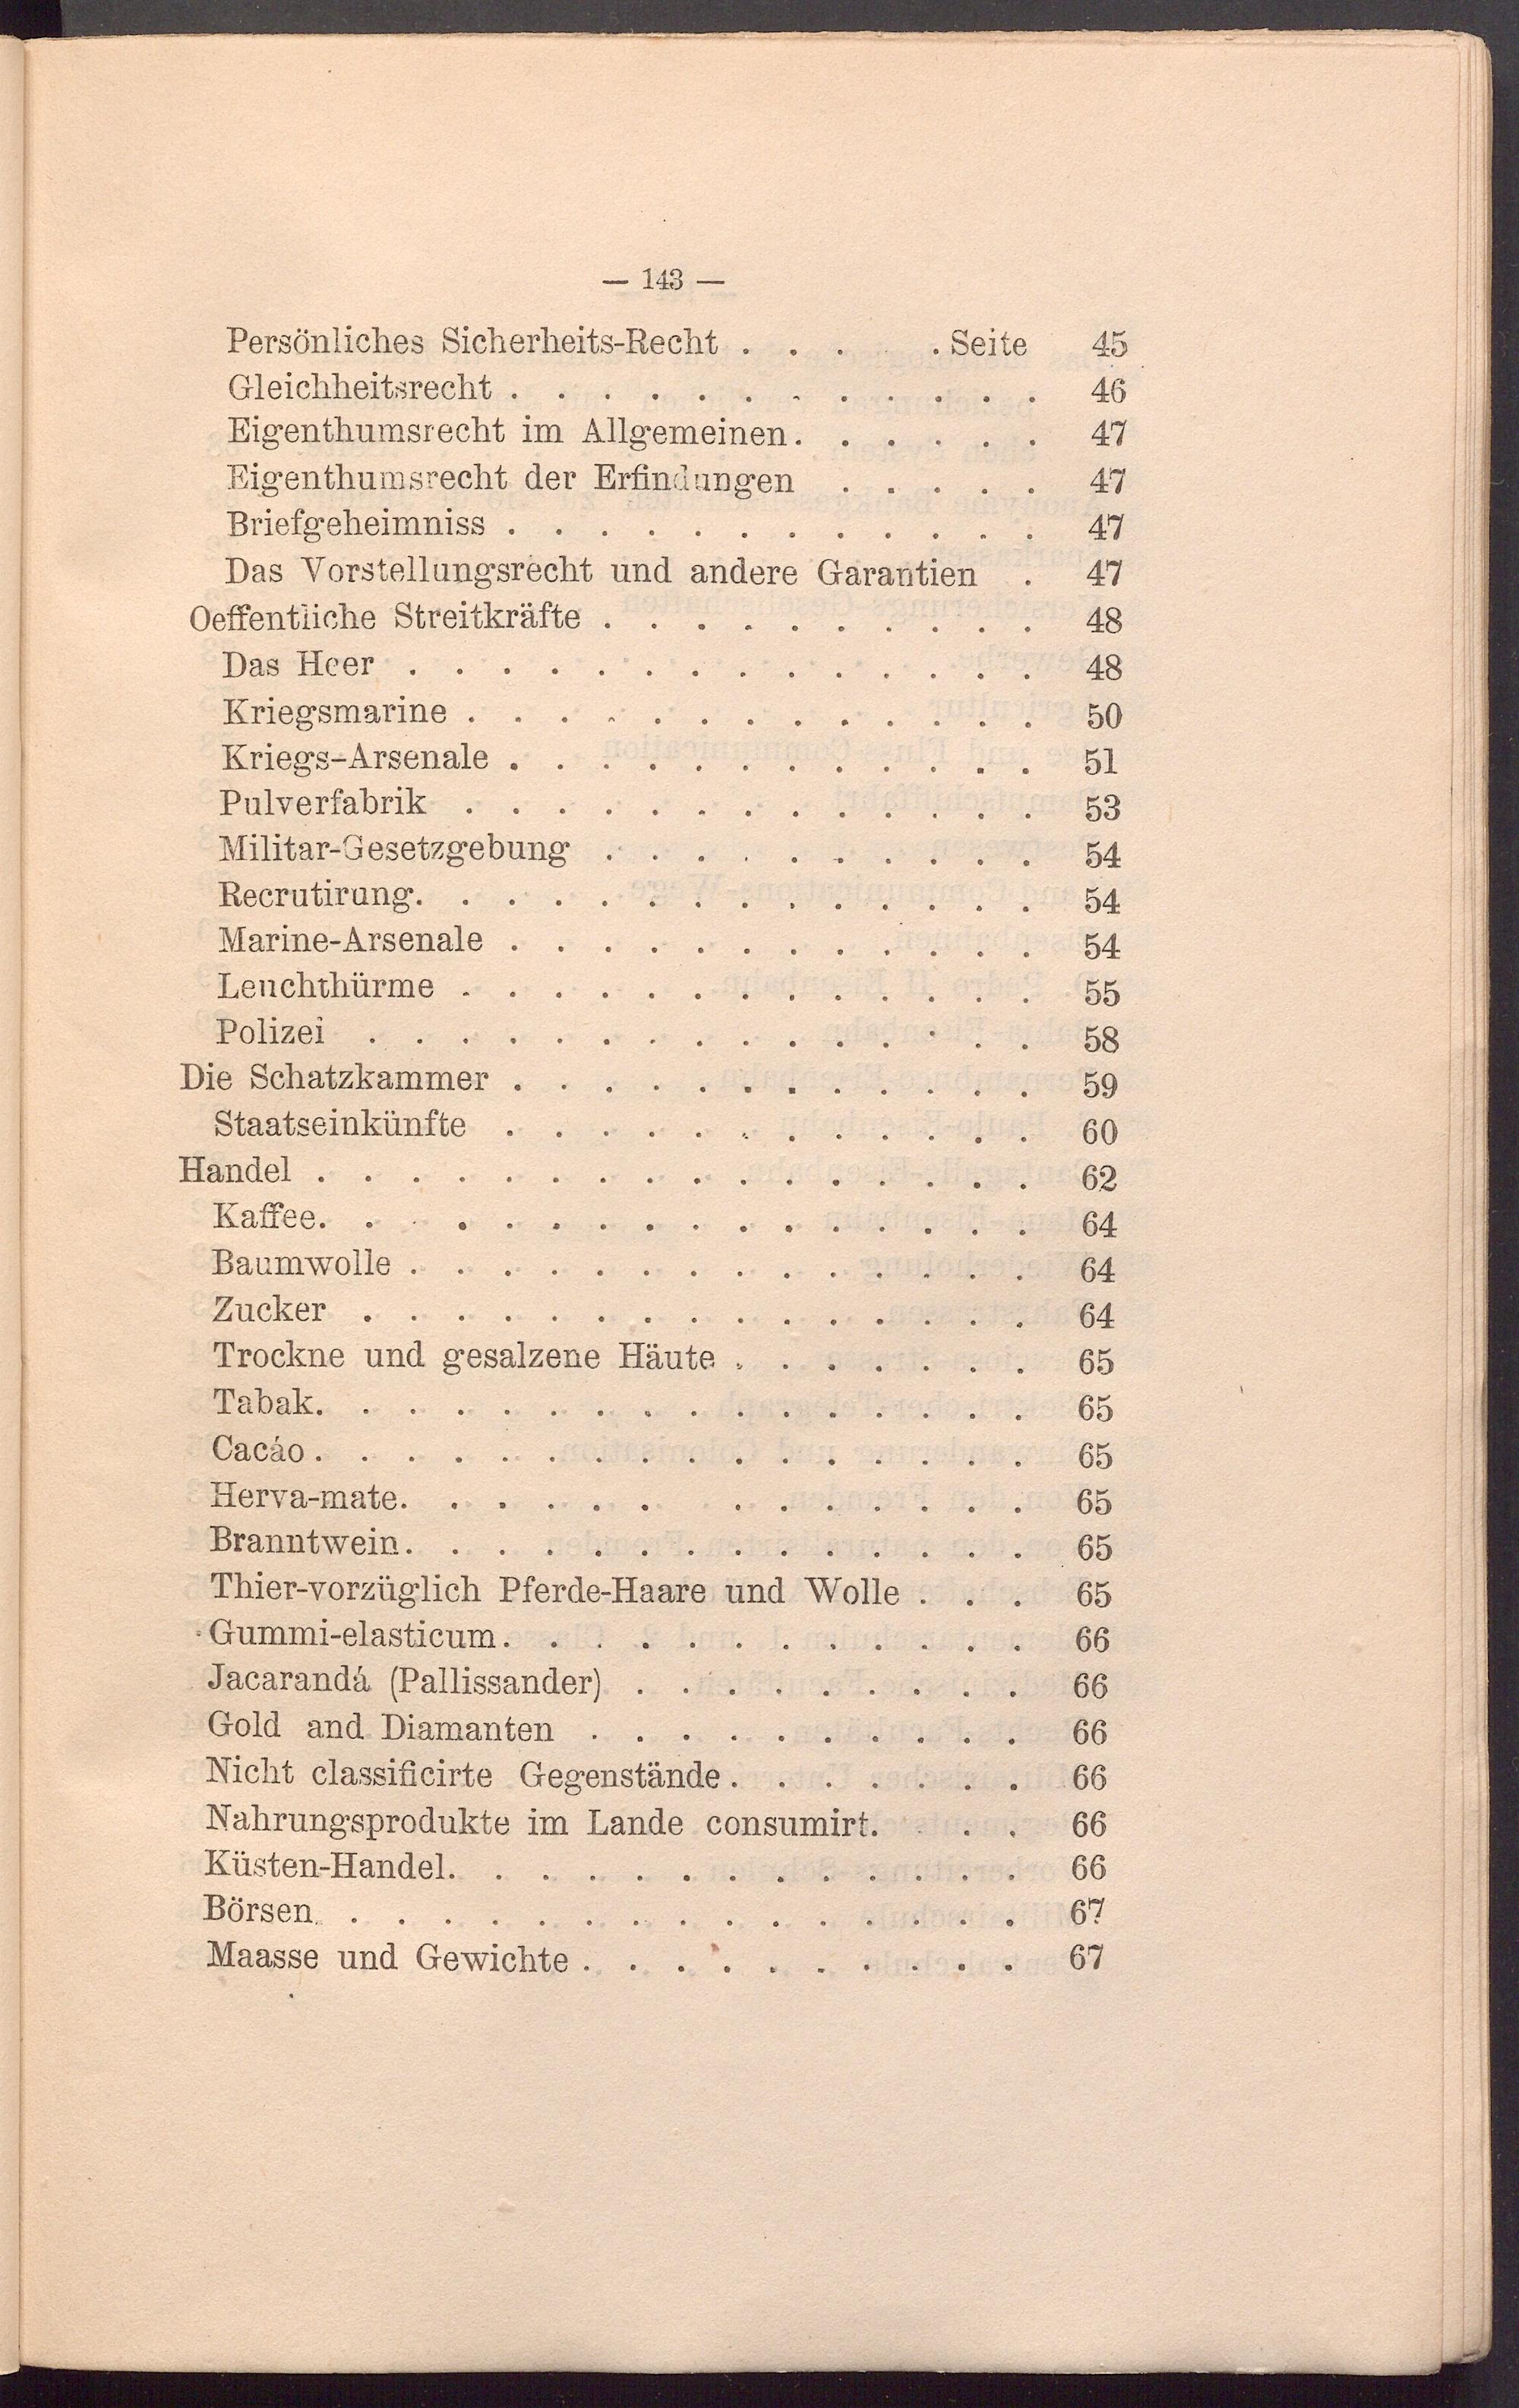 — 143 —
Persönliches Sicherheits-Recht . . . . . Seite 45
Gleichheitsrecht . . . . . . . . . . . . 46
Eigenthumsrecht im Allgemeinen. . . . . . 47
Eigenthumsrecht der Erfindungen . . . . . 47
Briefgeheimniss . . . . . . . . . . . . 47
Das Vorstellungsrecht und andere Garantien . 47
Oeffentliche Streitkräfte . . . . . . . . . . 48
Das Heer . . . . . . . . . . . . . . 48
Kriegsmarine . . . . . . . . . . . . . 50
Kriegs-Arsenale . . . . . . . . . . . . 51
Pulverfabrik . . . . . . . . . . . . . 53
Militar-Gesetzgebung . . . . . . . . . . 54
Recrutirung. . . . . . . . . . . . . . 54
Marine-Arsenale . . . . . . . . . . . . 54
Leuchthürme . . . . . . . . . . . . . 55
Polizei . . . . . . . . . . . . . . . 58
Die Schatzkammer . . . . . . . . . . . . 59
Staatseinkünfte . . . . . . . . . . . . 60
Handel . . . . . . . . . . . . . . . . 62
Kaffee. . . . . . . . . . . . . . . . 64
Baumwolle . . . . . . . . . . . . . . 64
Zucker . . . . . . . . . . . . . . . 64
Trockne und gesalzene Häute . . . . . . . 65
Tabak. . . . . . . . . . . . . . . . 65
Cacáo . . . . . . . . . . . . . . . . 65
Herva-mate. . . . . . . . . . . . . 65
Branntwein. . . . . . . . . . . . . . 65
Thier-vorzüglich Pferde-Haare und Wolle . . . 65
Gummi-elasticum. . . . . . . . . . . . 66
Jacarandá (Pallissander) . . . . . . . . . 66
Gold and Diamanten . . . . . . . . . . 66
Nicht classificirte Gegenstände . . . . . . . 66
Nahrungsprodukte im Lande consumirt. . . . 66
Küsten-Handel. . . . . . . . . . . . . 66
Börsen. . . . . . . . . . . . . . . . 67
Maasse und Gewichte . . . . . . . . . . 67